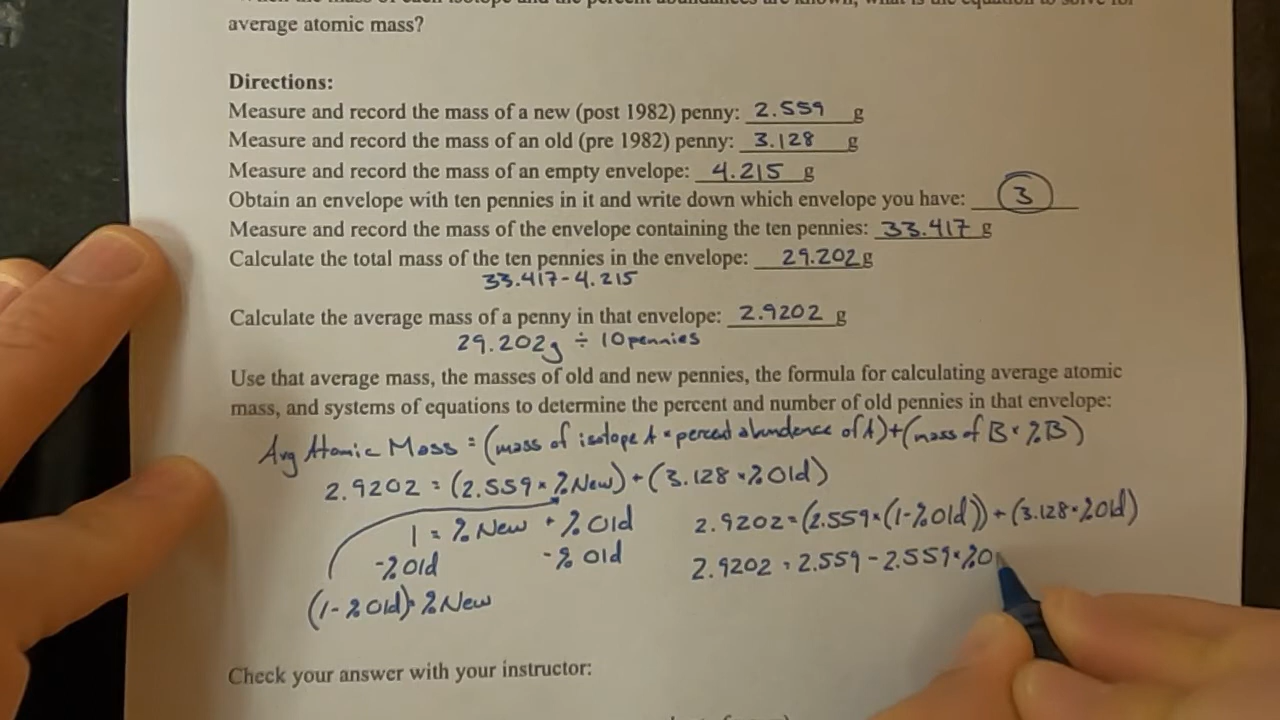 average atomic mass?
Directions:
Measure and record the mass of a new (post 1982) penny: 2.559 g
Measure and record the mass of an old (pre 1982) penny: 3.128 g
Measure and record the mass of an empty envelope: 4.215 g
Obtain an envelope with ten pennies in it and write down which envelope you have: 3
Measure and record the mass of the envelope containing the ten pennies: 33.417 g
Calculate the total mass of the ten pennies in the envelope: 29.202 g
33.417-4.215
Calculate the average mass of a penny in that envelope: 2.9202 g
29.202g ÷ 10 pennies
Use that average mass, the masses of old and new pennies, the formula for calculating average atomic
mass, and systems of equations to determine the percent and number of old pennies in that envelope:
Avg Atomic Mass = (mass of isotope A × percent abundance of A) + (mass of B × % B)
2.9202 = (2.559 × % New) + (3.128 × % Old)
1 = % New + % Old
-% Old -% Old
(1-% Old) = % New
2.9202 = (2.559 × (1-% Old)) + (3.128 × % Old)
2.9202 = 2.559 - 2.559 × % O
Check your answer with your instructor: